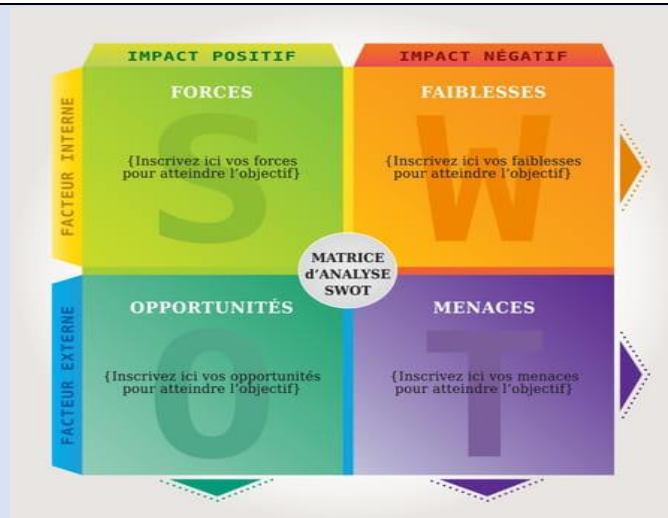 IMPACT POSITIF
IMPACT NÉGATIF
FACTEUR INTERNE
FORCES
S
{Inscrivez ici vos forces
pour atteindre l'objectif}
FAIBLESSES
W
{Inscrivez ici vos faiblesses
pour atteindre l'objectif}
MATRICE
d'ANALYSE
SWOT
FACTEUR EXTERNE
OPPORTUNITÉS
O
{Inscrivez ici vos opportunités
pour atteindre l'objectif}
MENACES
T
{Inscrivez ici vos menaces
pour atteindre l'objectif}